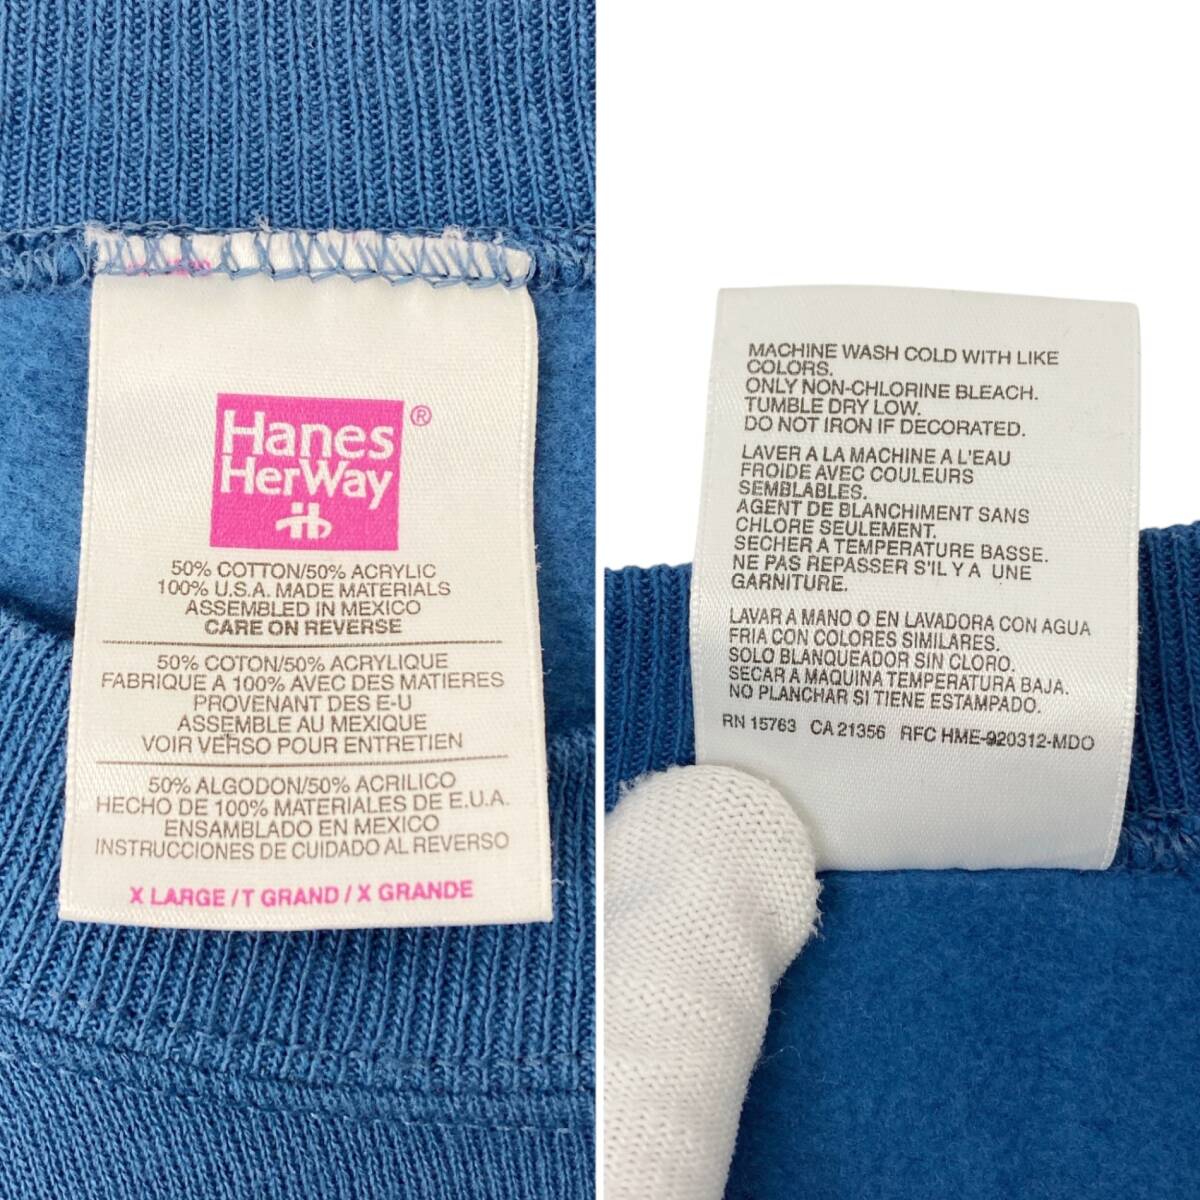 Hanes ®
HerWay
50% COTTON/50% ACRYLIC
100% U.S.A. MADE MATERIALS
ASSEMBLED IN MEXICO
CARE ON REVERSE
50% COTON/50% ACRYLIQUE
FABRIQUE A 100% AVEC DES MATIERES
PROVENANT DES E-U
ASSEMBLE AU MEXIQUE
VOIR VERSO POUR ENTRETIEN
50% ALGODON/50% ACRILICO
HECHO DE 100% MATERIALES DE E.U.A.
ENSAMBLADO EN MEXICO
INSTRUCCIONES DE CUIDADO AL REVERSO
X LARGE / T GRAND / X GRANDE
MACHINE WASH COLD WITH LIKE
COLORS.
ONLY NON-CHLORINE BLEACH.
TUMBLE DRY LOW.
DO NOT IRON IF DECORATED.
LAVER A LA MACHINE A L'EAU
FROIDE AVEC COULEURS
SEMBLABLES.
AGENT DE BLANCHIMENT SANS
CHLORE SEULEMENT.
SECHER A TEMPERATURE BASSE.
NE PAS REPASSER S'IL Y A UNE
GARNITURE.
LAVAR A MANO O EN LAVADORA CON AGUA
FRIA CON COLORES SIMILARES.
SOLO BLANQUEADOR SIN CLORO.
SECAR A MAQUINA TEMPERATURA BAJA.
NO PLANCHAR SI TIENE ESTAMPADO.
RN 15763 CA 21356 RFC HME-920312-MDO